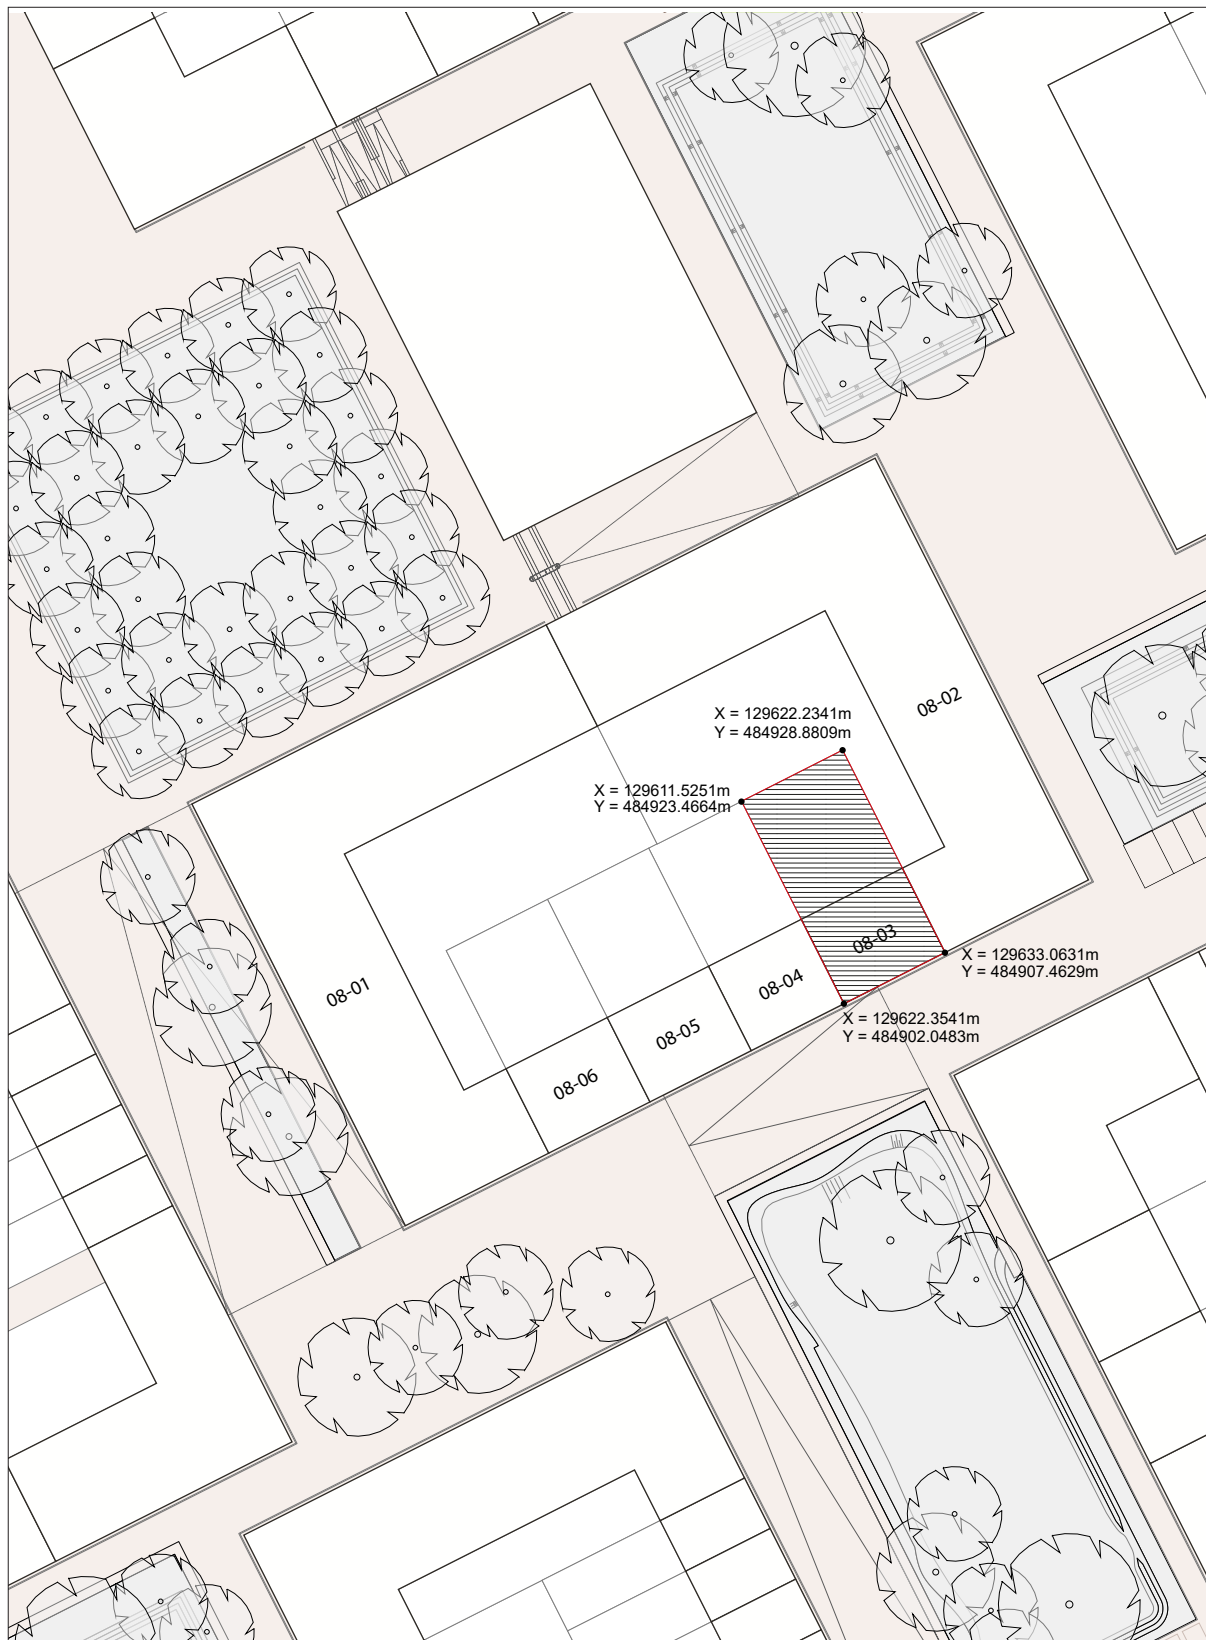 08-02
X = 129622.2341m
Y = 484928.8809m
X = 129611.5251m
Y = 484923.4664m
08-03
X = 129633.0631m
Y = 484907.4629m
08-04
08-01
X = 129622.3541m
Y = 484902.0483m
08-05
08-06